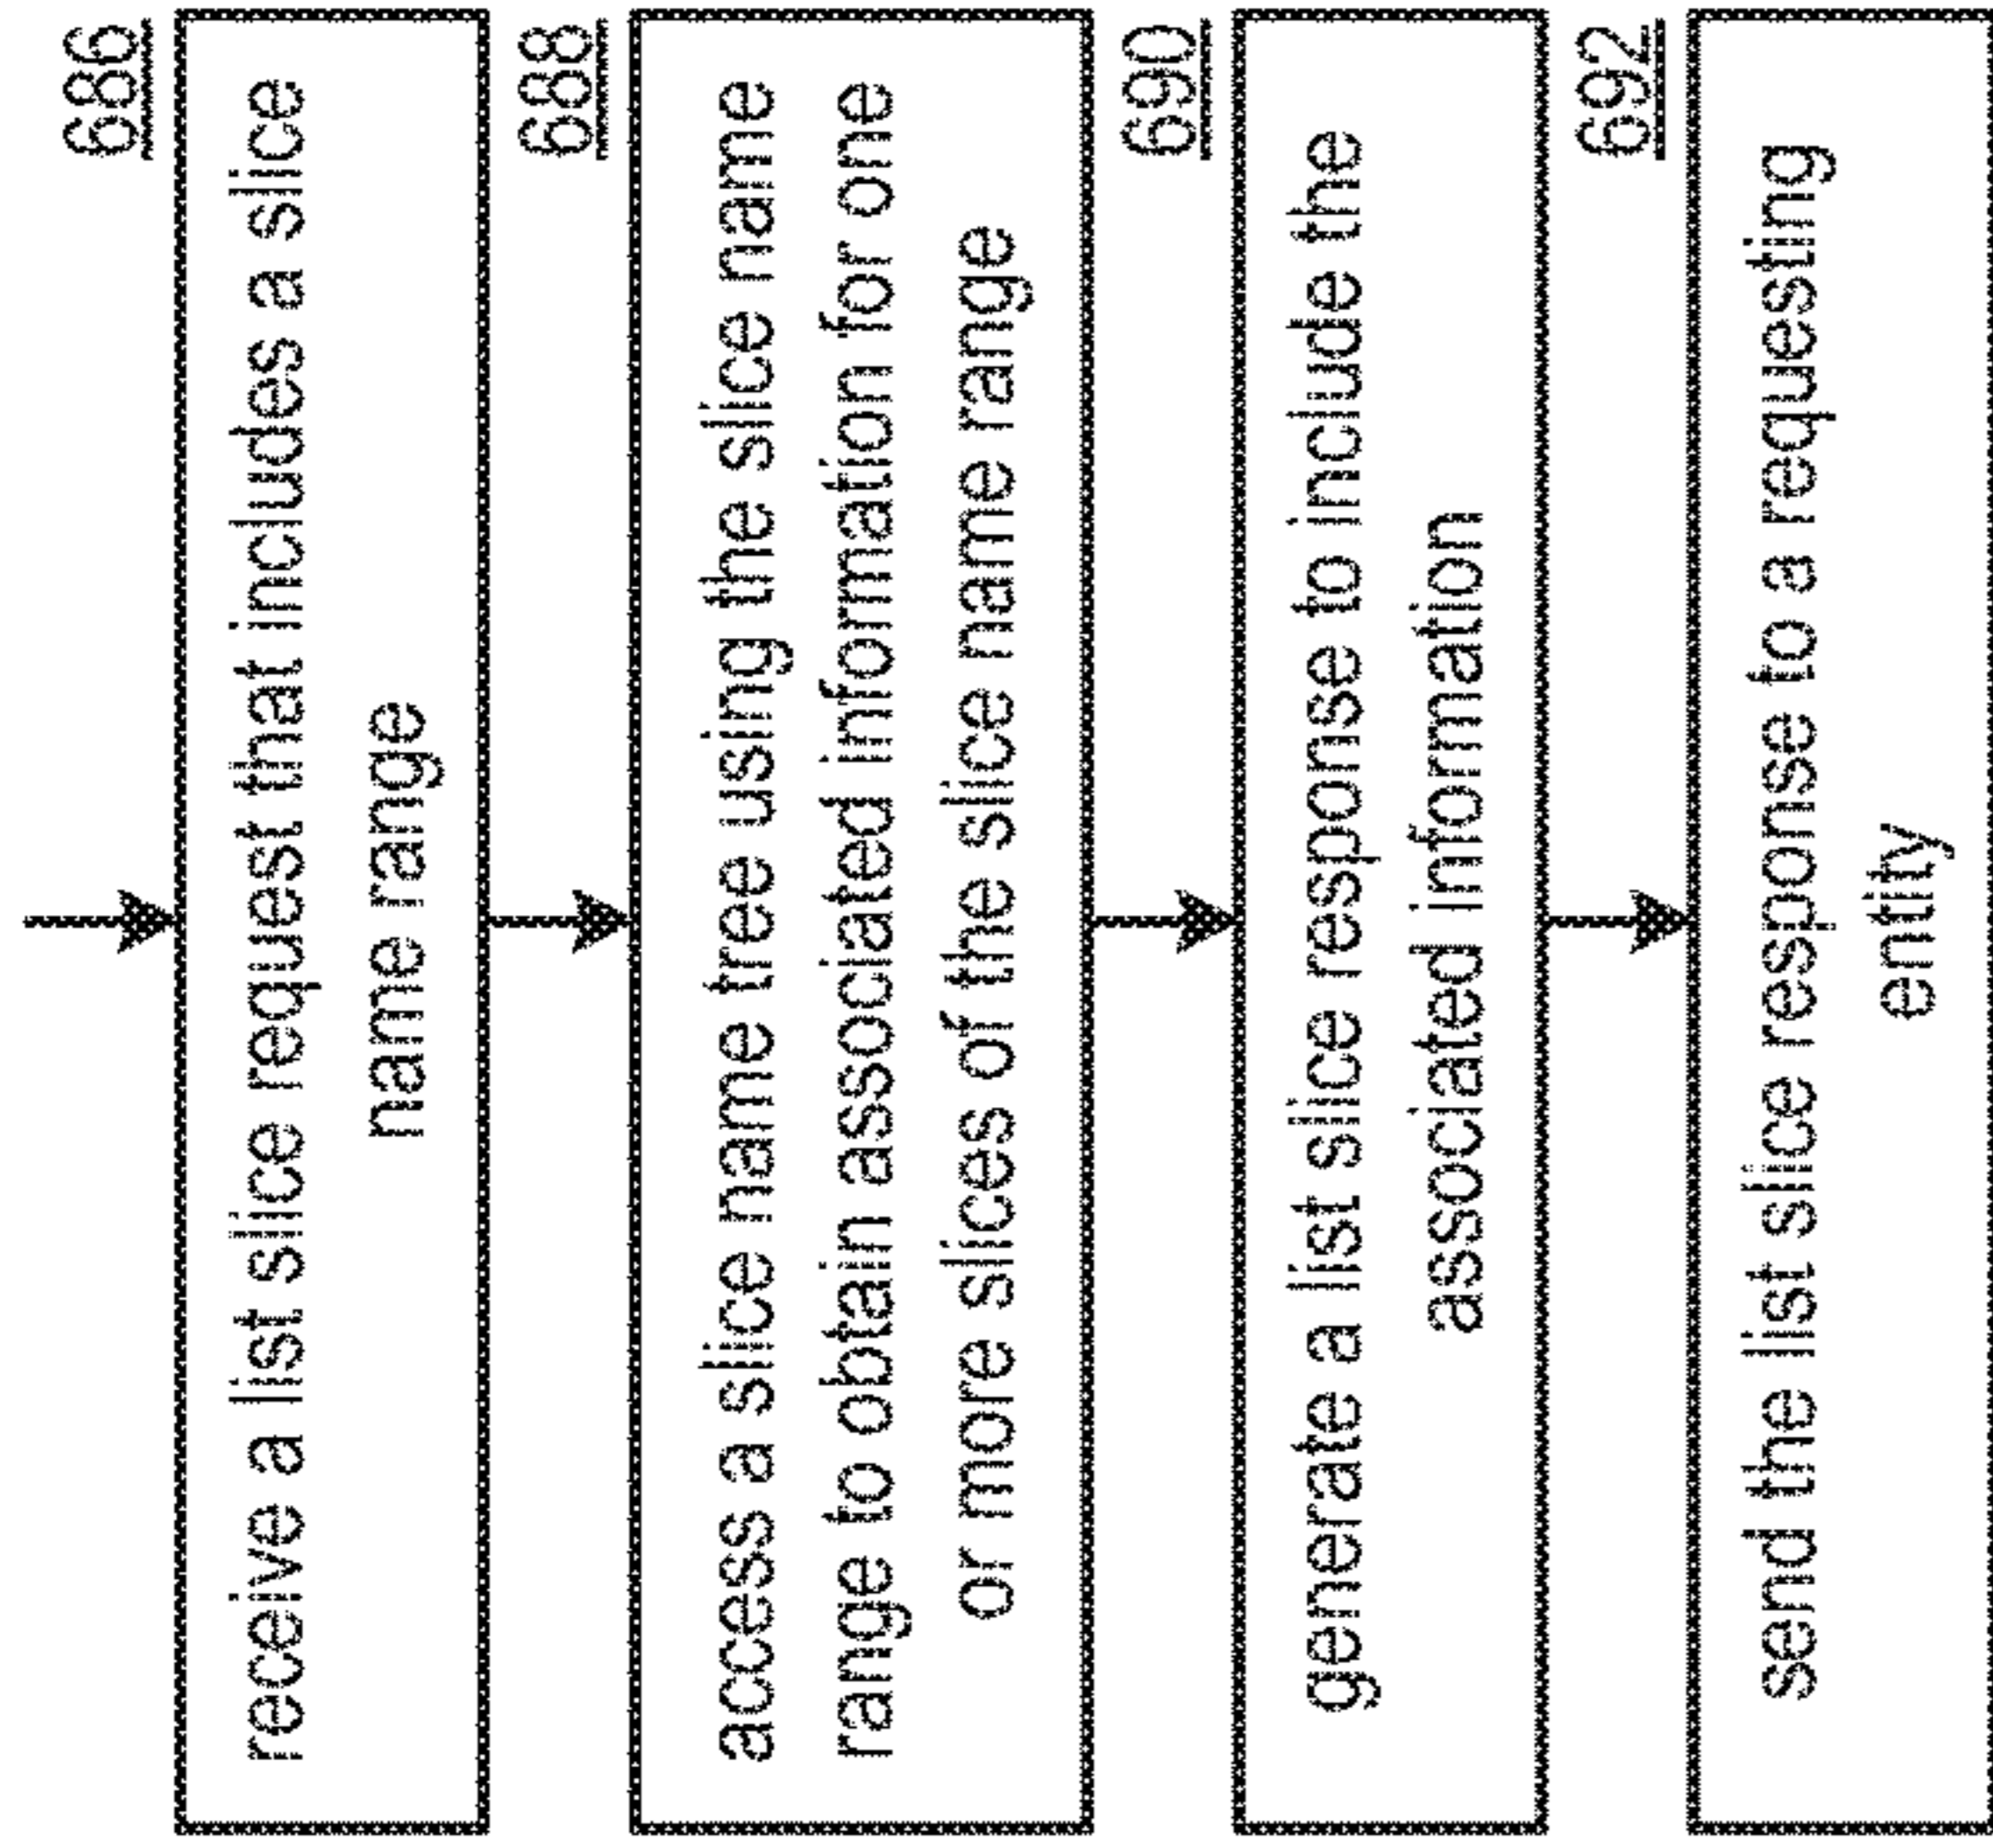 686
receive a list slice request that includes a slice
name range
688
access a slice name tree using the slice name
range to obtain associated information for one
or more slices of the slice name range
690
generate a list slice response to include the
associated information
692
send the list slice response to a requesting
entity